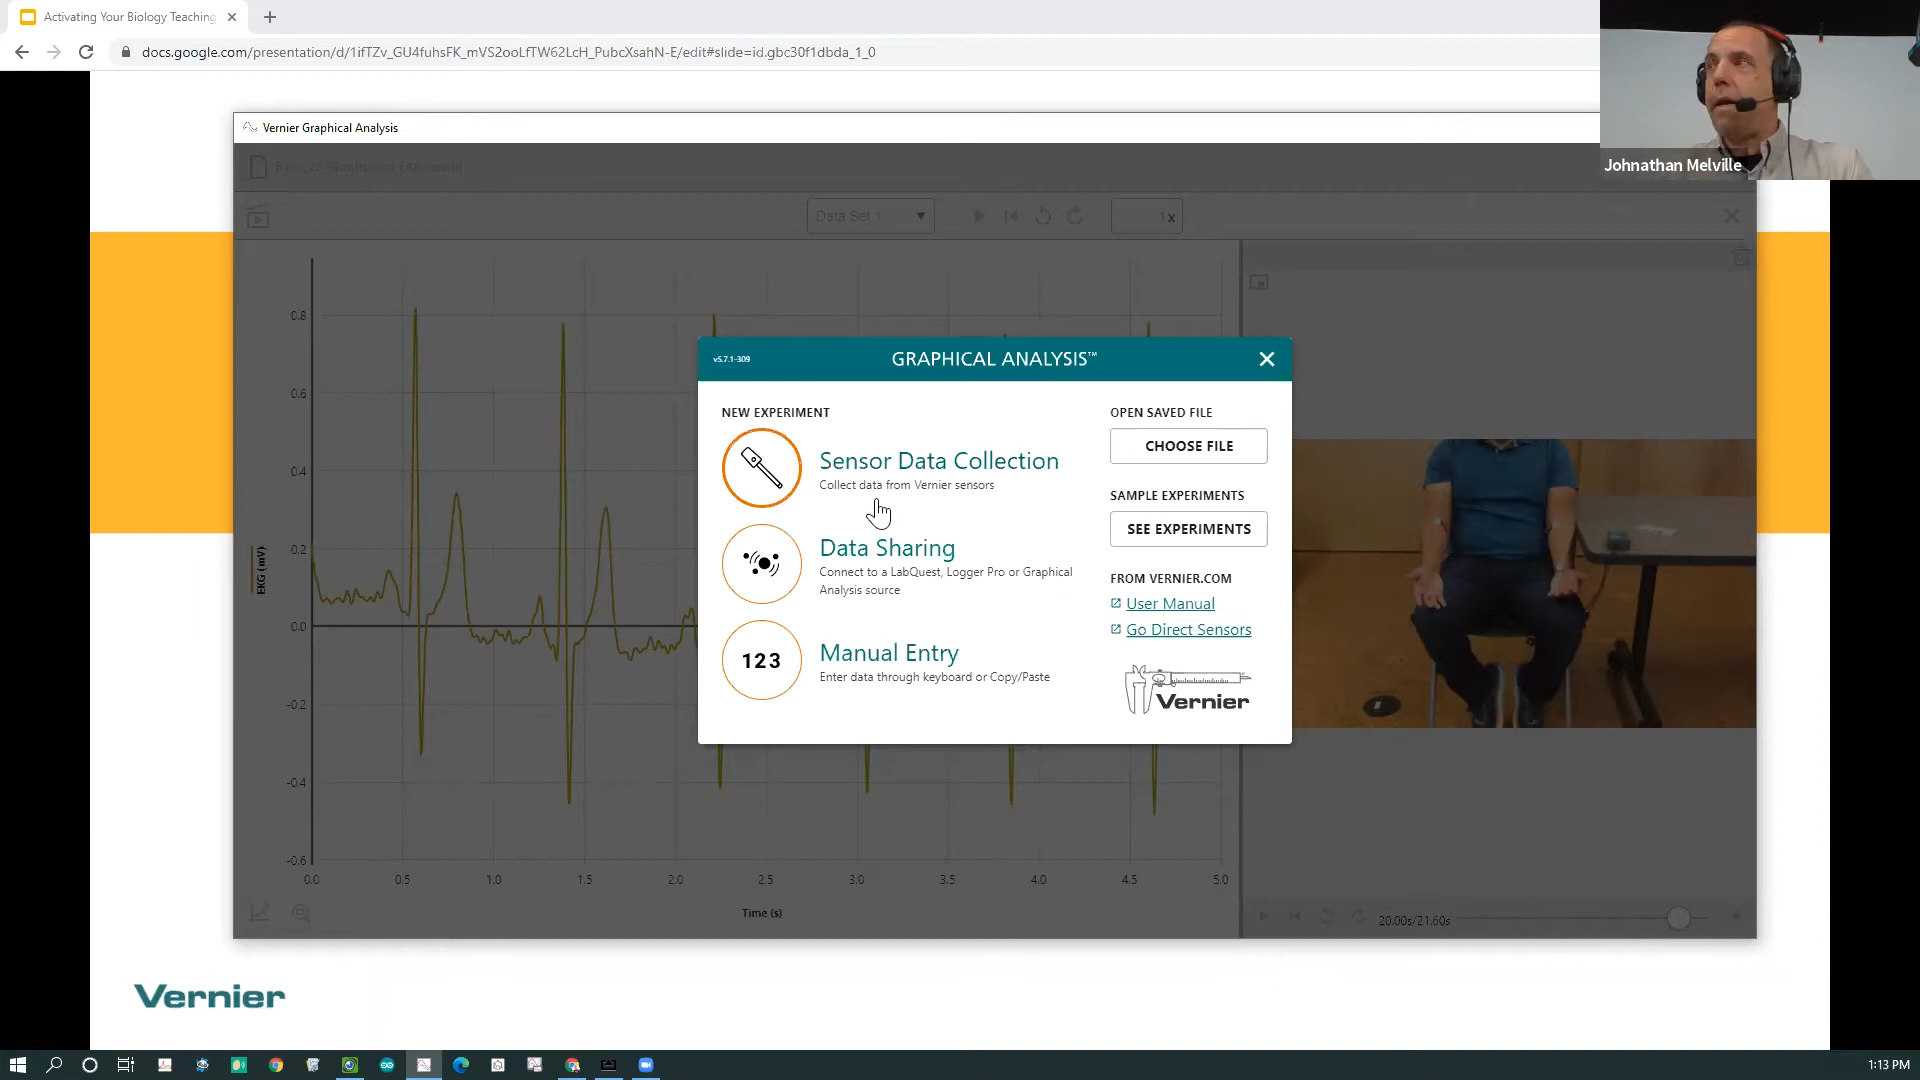 Activating Your Biology Teaching
docs.google.com/presentation/d/1ifTZv_GU4fuhsFK_mVS2ooLfTW62LcH_PubcXsahN-E/edit#slide=id.gbc30f1dbda_1_0
Johnathan Melville
Vernier Graphical Analysis
Data Set 1
1x
EKG (mV)
0.8
0.6
0.4
0.2
0.0
-0.2
-0.4
-0.6
0.0 0.5 1.0 1.5 2.0 2.5 3.0 3.5 4.0 4.5 5.0
Time (s)
v5.7.1-309
GRAPHICAL ANALYSIS™
NEW EXPERIMENT
Sensor Data Collection
Collect data from Vernier sensors
Data Sharing
Connect to a LabQuest, Logger Pro or Graphical
Analysis source
123
Manual Entry
Enter data through keyboard or Copy/Paste
OPEN SAVED FILE
CHOOSE FILE
SAMPLE EXPERIMENTS
SEE EXPERIMENTS
FROM VERNIER.COM
User Manual
Go Direct Sensors
Vernier
20.00s/21.60s
Vernier
1:13 PM